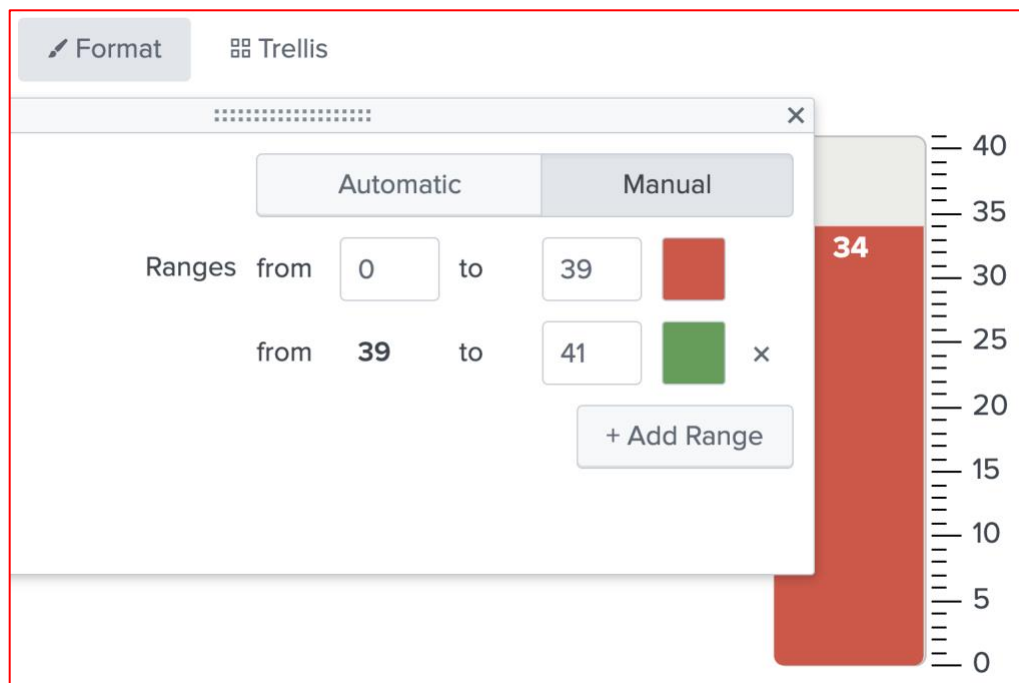 Format Trellis
×
Automatic Manual
Ranges from 0 to 39
from 39 to 41 ×
+ Add Range
34
40
35
30
25
20
15
10
5
0